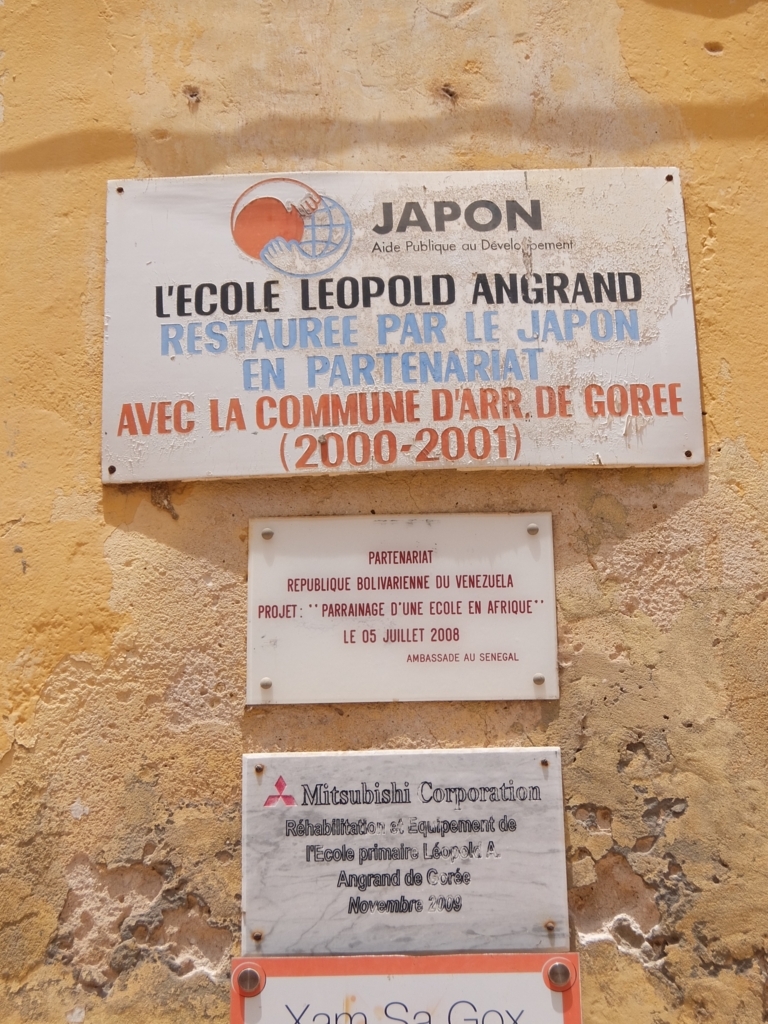 JAPON
Aide Publique au Développement
L'ECOLE LEOPOLD ANGRAND
RESTAUREE PAR LE JAPON
EN PARTENARIAT
AVEC LA COMMUNE D'ARR. DE GOREE
(2000-2001)
PARTENARIAT
REPUBLIQUE BOLIVARIENNE DU VENEZUELA
PROJET: '' PARRAINAGE D'UNE ECOLE EN AFRIQUE''
LE 05 JUILLET 2008
AMBASSADE AU SENEGAL
Mitsubishi Corporation
Réhabilitation et Equipement de
l'Ecole primaire Léopold A.
Angrand de Gorée
Novembre 2009
Xam Sa Gox